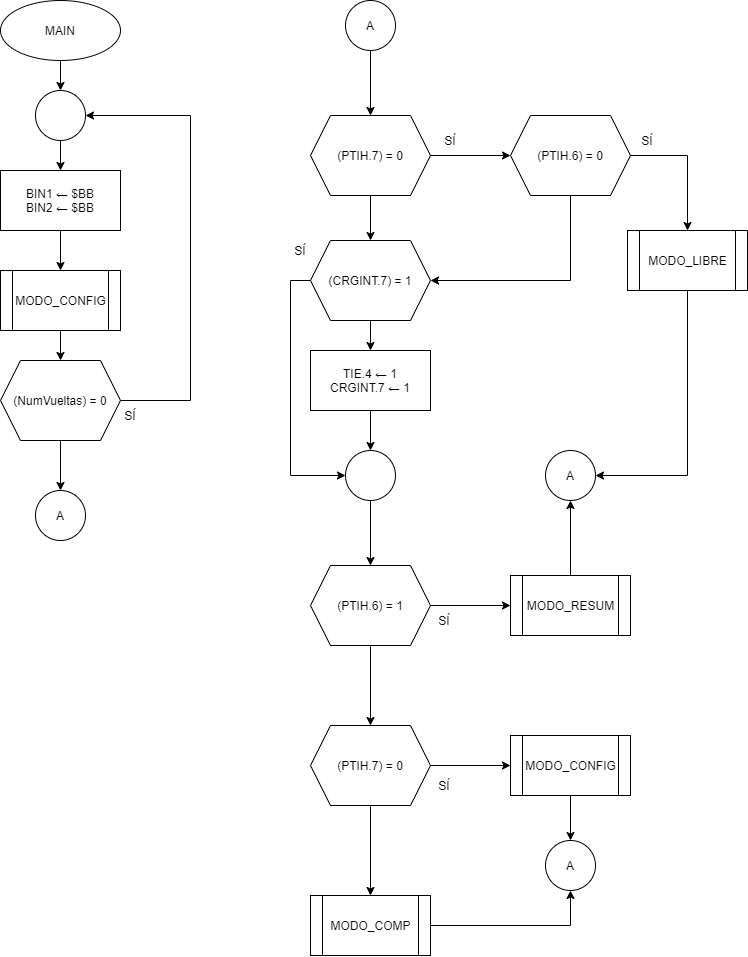 MAIN
BIN1 ← $BB
BIN2 ← $BB
MODO_CONFIG
(NumVueltas) = 0
SÍ
A
A
(PTIH.7) = 0
SÍ
(PTIH.6) = 0
SÍ
MODO_LIBRE
SÍ
(CRGINT.7) = 1
TIE.4 ← 1
CRGINT.7 ← 1
A
(PTIH.6) = 1
SÍ
MODO_RESUM
(PTIH.7) = 0
SÍ
MODO_CONFIG
A
MODO_COMP